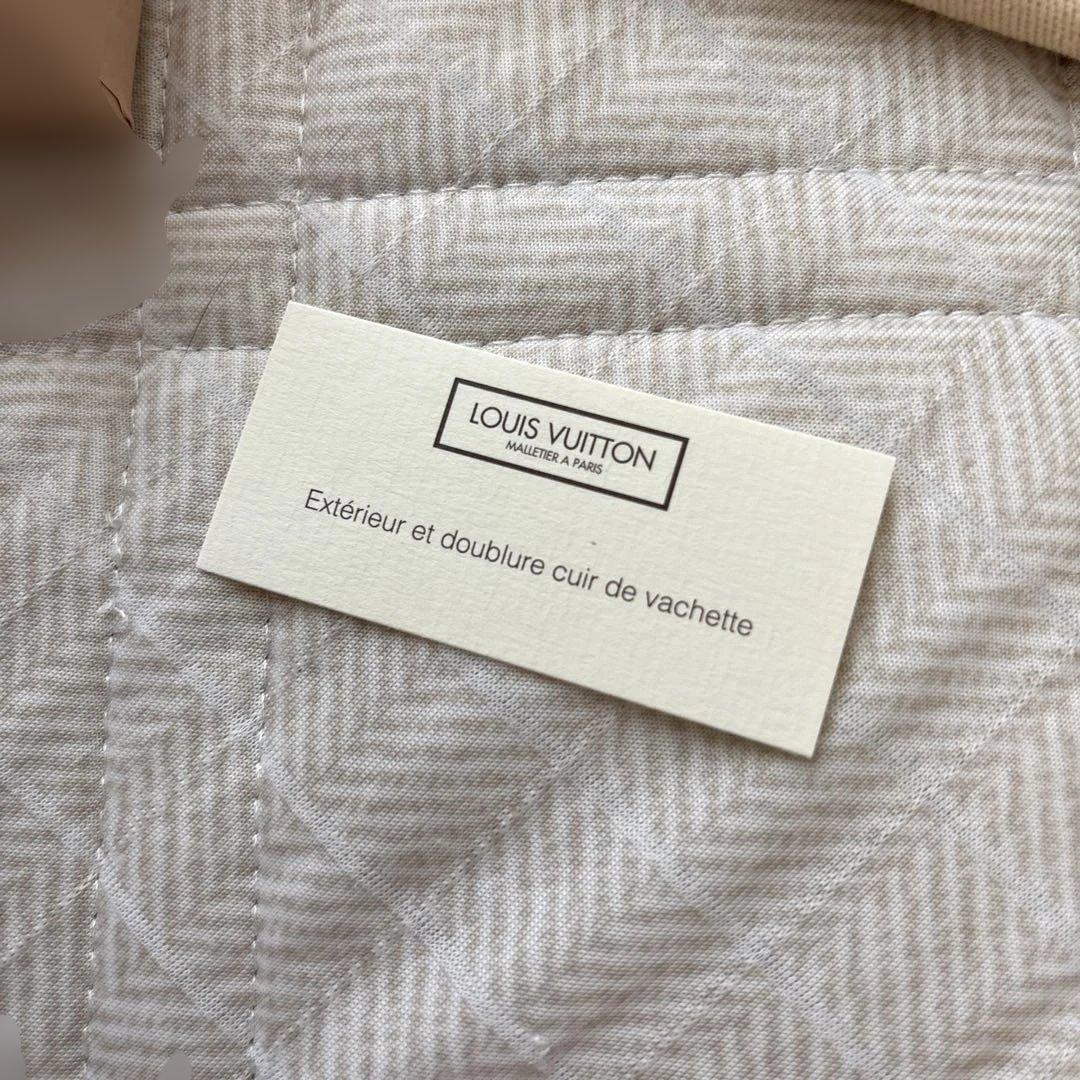 LOUIS VUITTON
MALLETIER A PARIS
Extérieur et doublure cuir de vachette